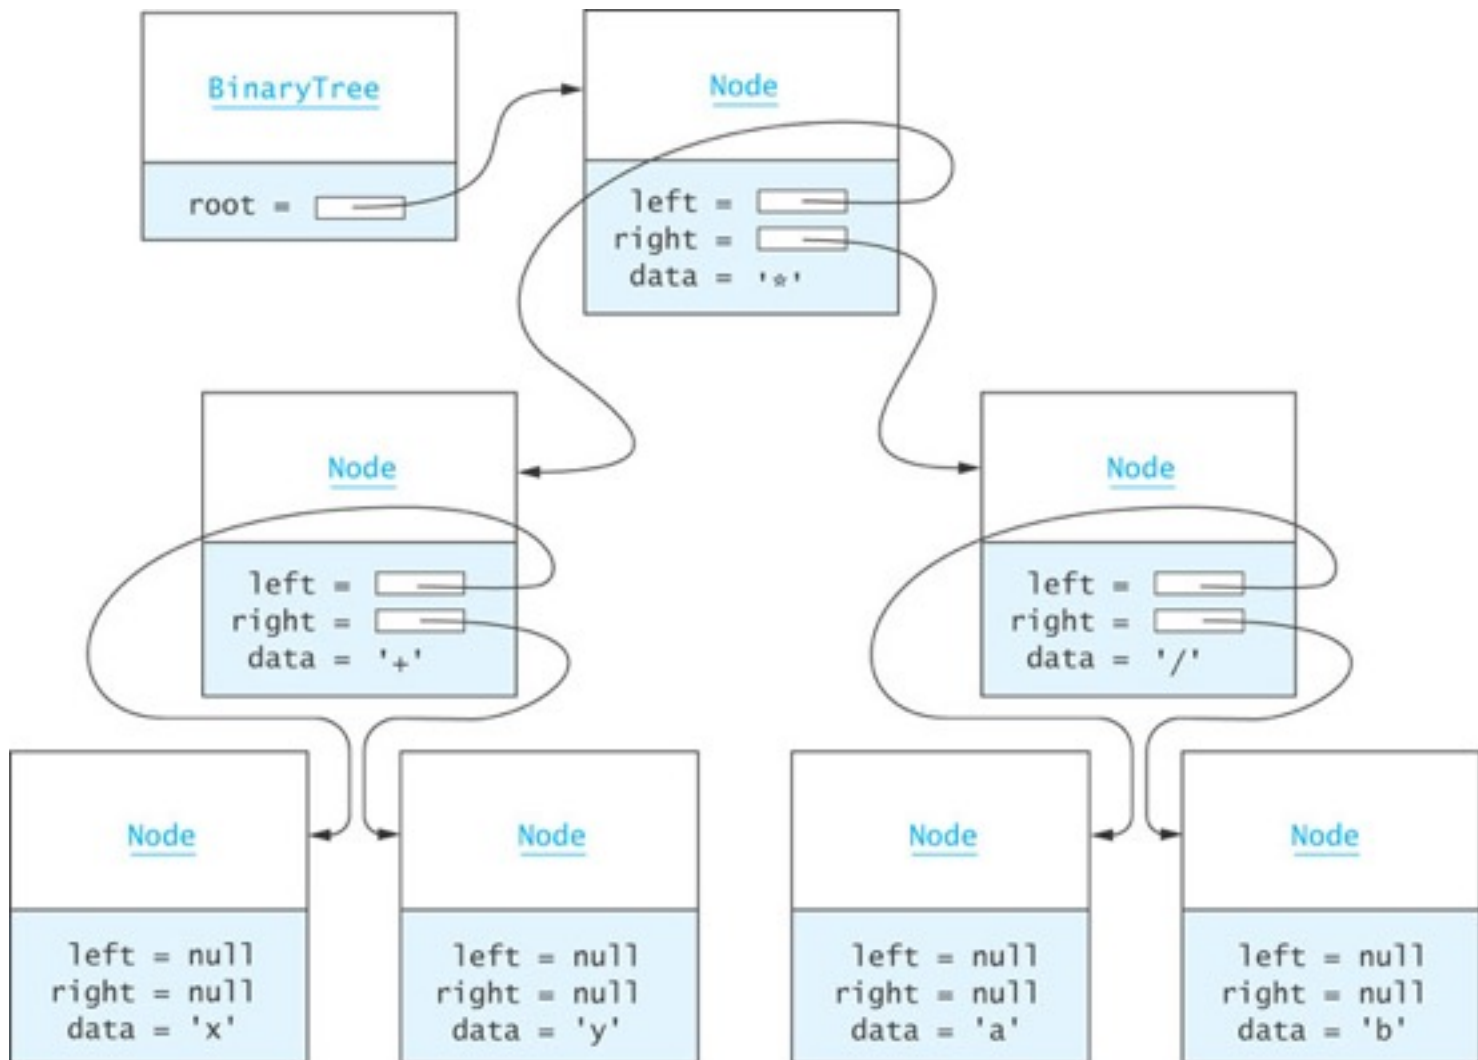 BinaryTree
root =
Node
left =
right =
data = '*'
Node
left =
right =
data = '+'
Node
left =
right =
data = '/'
Node
left = null
right = null
data = 'x'
Node
left = null
right = null
data = 'y'
Node
left = null
right = null
data = 'a'
Node
left = null
right = null
data = 'b'